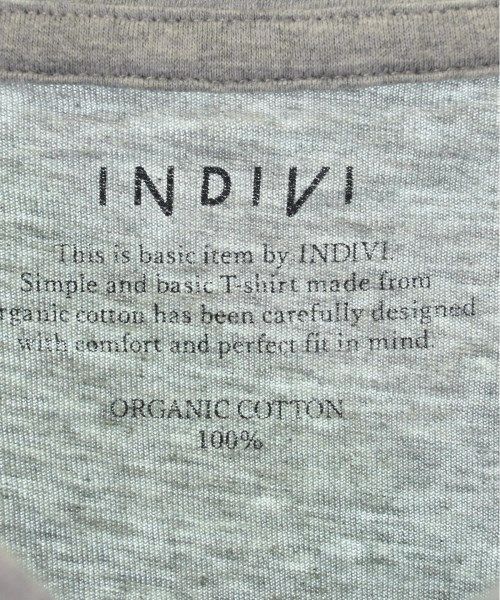 INDIVI
This is basic item by INDIVI.
Simple and basic T-shirt made from
organic cotton has been carefully designed
with comfort and perfect fit in mind.
ORGANIC COTTON
100%